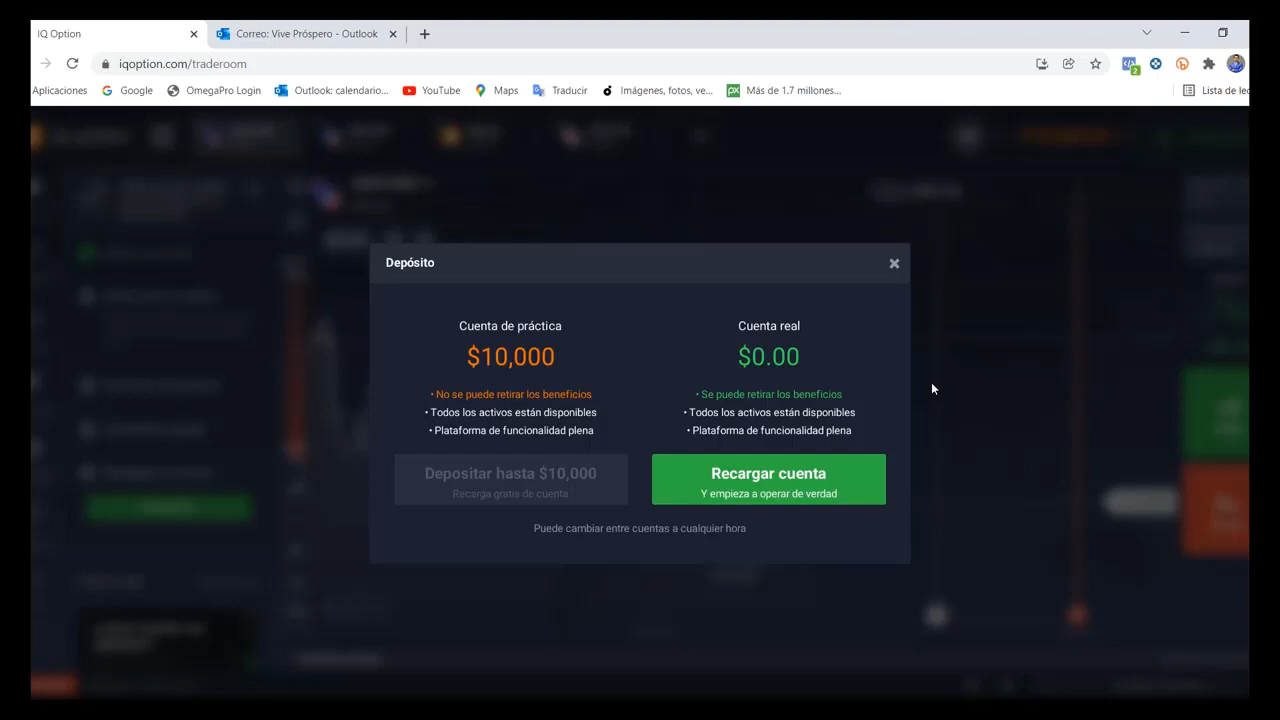 IQ Option
Correo: Vive Próspero - Outlook
iqoption.com/traderoom
2
Aplicaciones
Google
OmegaPro Login
Outlook: calendario...
YouTube
Maps
Traducir
Imágenes, fotos, ve...
Más de 1.7 millones...
Lista de lec
Depósito
Cuenta de práctica
$10,000
• No se puede retirar los beneficios
• Todos los activos están disponibles
• Plataforma de funcionalidad plena
Depositar hasta $10,000
Recarga gratis de cuenta
Cuenta real
$0.00
• Se puede retirar los beneficios
• Todos los activos están disponibles
• Plataforma de funcionalidad plena
Recargar cuenta
Y empieza a operar de verdad
Puede cambiar entre cuentas a cualquier hora